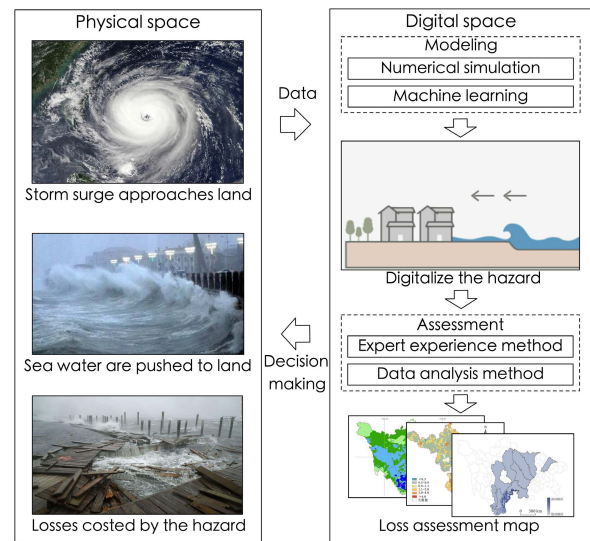 Physical space
Storm surge approaches land
Sea water are pushed to land
Losses costed by the hazard
Data
Decision
making
Digital space
Modeling
Numerical simulation
Machine learning
Digitalize the hazard
Assessment
Expert experience method
Data analysis method
Loss assessment map